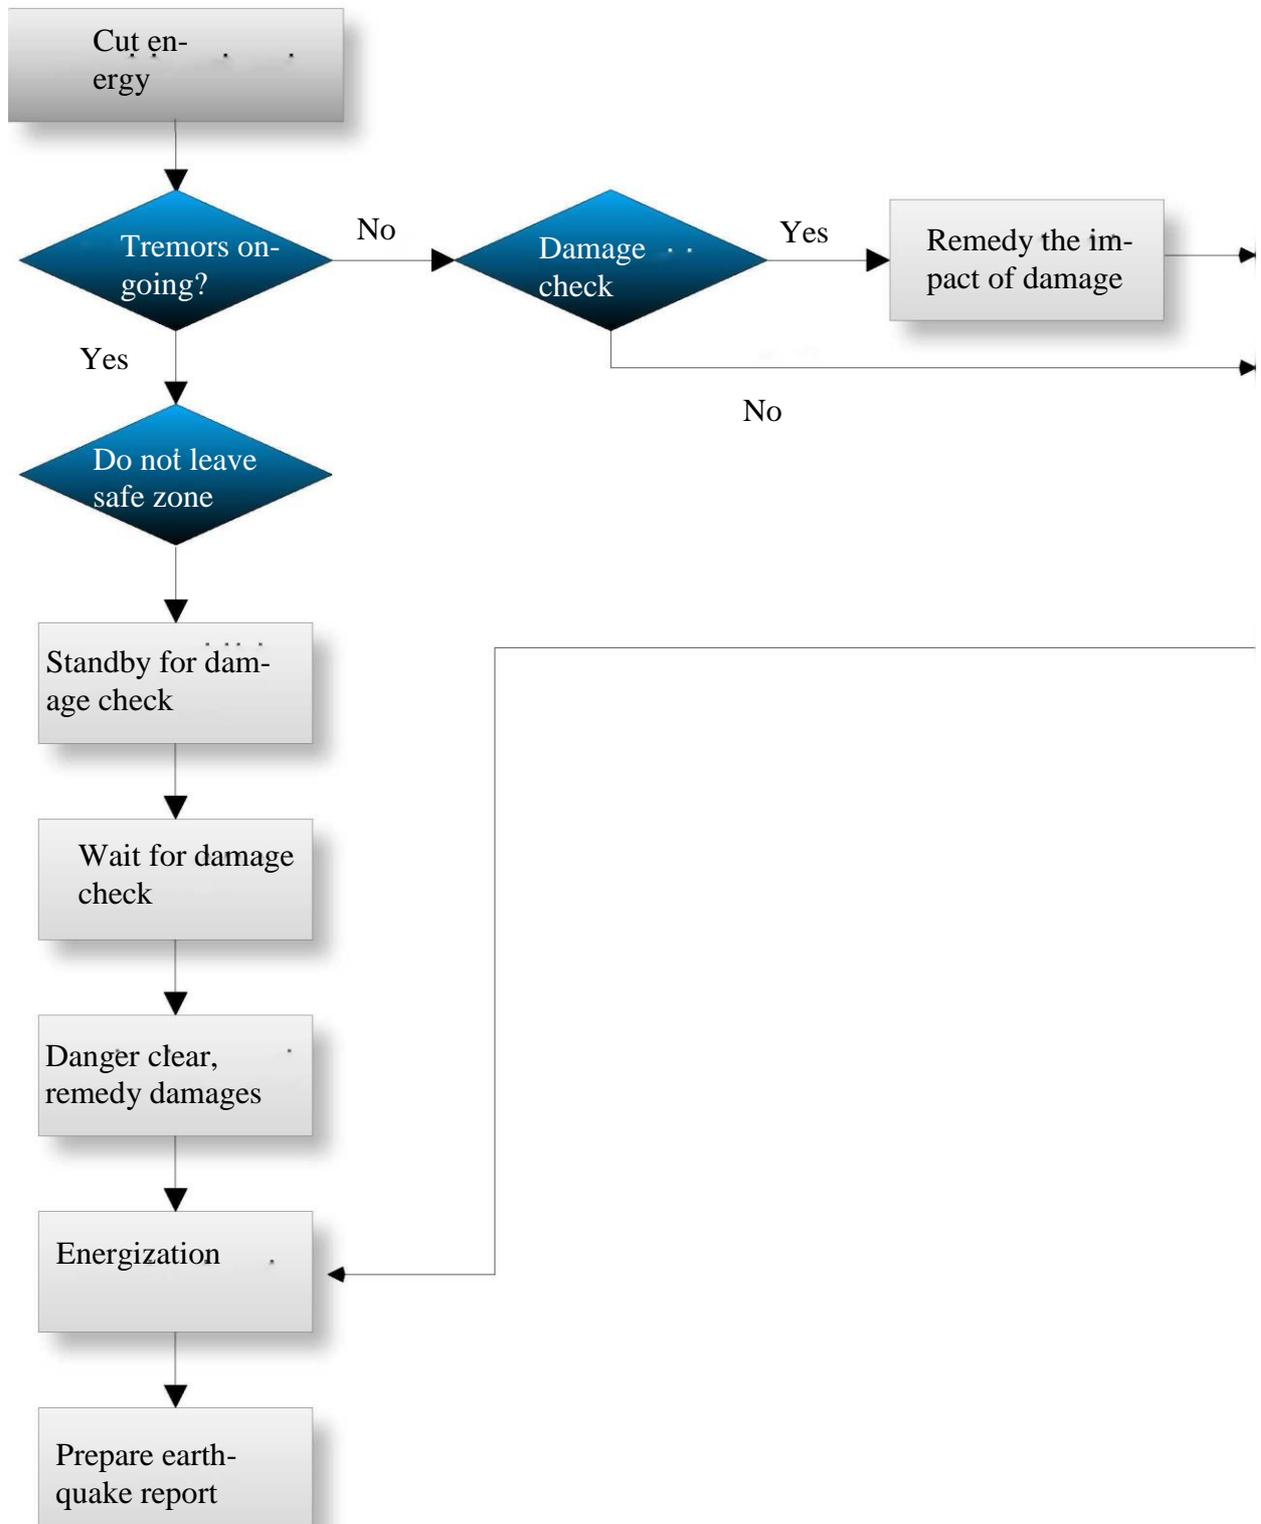 Cut en-
ergy
Tremors on-
going?
No
Damage
check
Yes
Remedy the im-
pact of damage
Yes
No
Do not leave
safe zone
Standby for dam-
age check
Wait for damage
check
Danger clear,
remedy damages
Energization
Prepare earth-
quake report